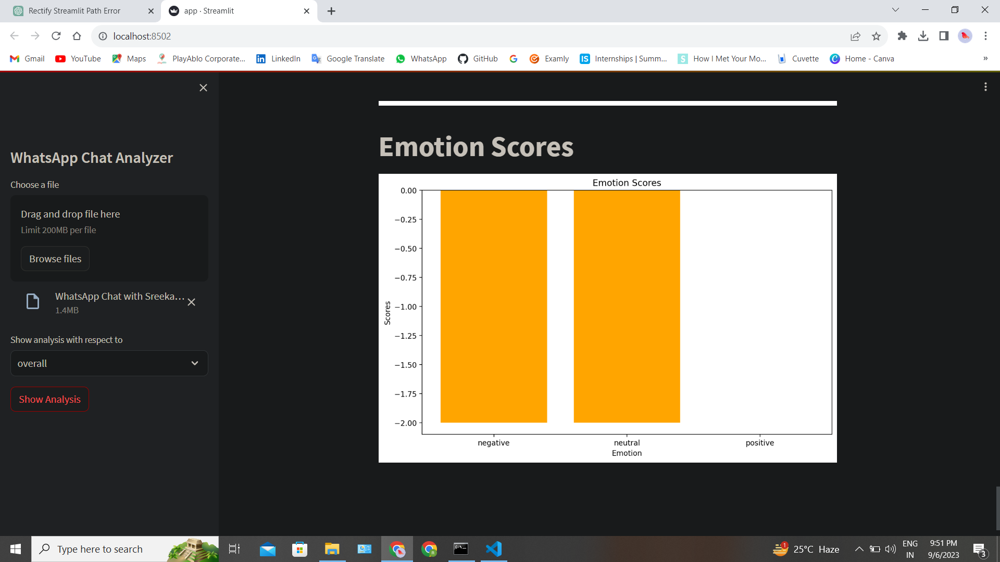 Rectify Streamlit Path Error
app · Streamlit
localhost:8502
Gmail
YouTube
Maps
PlayAblo Corporate...
LinkedIn
Google Translate
WhatsApp
GitHub
Examly
IS Internships | Summ...
S How I Met Your Mo...
Cuvette
Home - Canva
»
WhatsApp Chat Analyzer
Choose a file
Drag and drop file here
Limit 200MB per file
Browse files
WhatsApp Chat with Sreeka...
1.4MB
Show analysis with respect to
overall
Show Analysis
Emotion Scores
Emotion Scores
0.00
−0.25
−0.50
−0.75
−1.00
−1.25
−1.50
−1.75
−2.00
Scores
negative
neutral
positive
Emotion
Type here to search
1
25°C Haze
ENG
IN
9:51 PM
9/6/2023
3